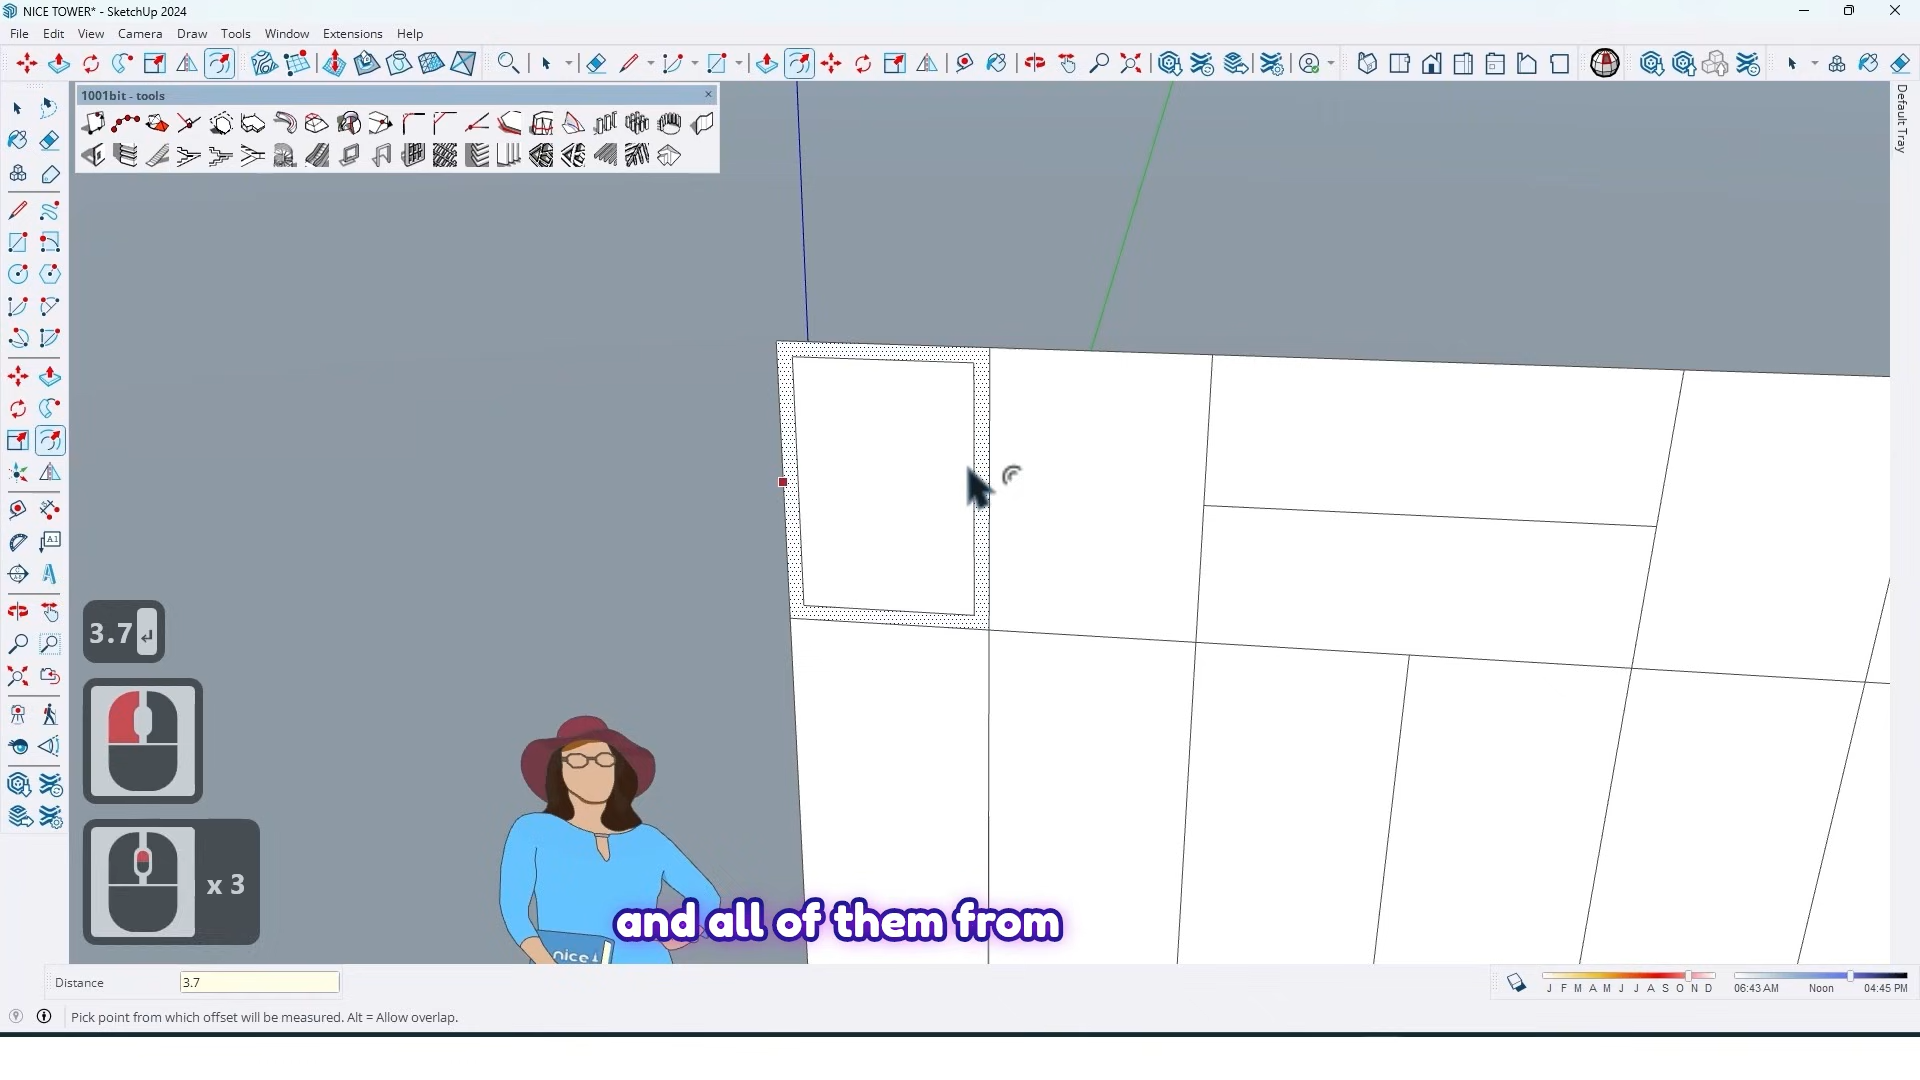 NICE TOWER* - SketchUp 2024
File Edit View Camera Draw Tools Window Extensions Help
1001bit - tools
Default Tray
A1
A
3.7
x 3
nice
and all of them from
Distance 3.7
J F M A M J J A S O N D 06:43 AM Noon 04:45 PM
Pick point from which offset will be measured. Alt = Allow overlap.